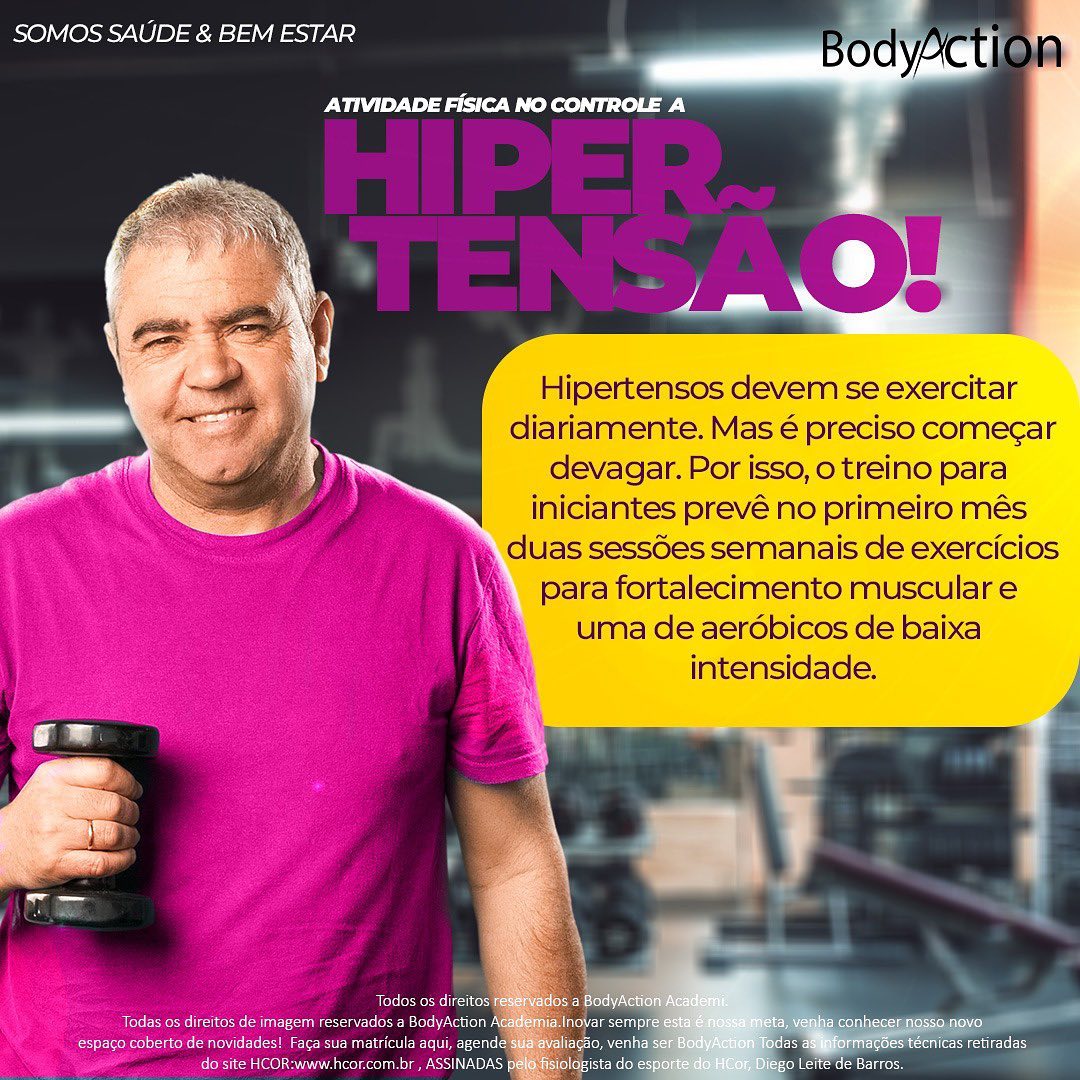 SOMOS SAÚDE & BEM ESTAR
BodyAction
ATIVIDADE FÍSICA NO CONTROLE A
HIPER
TENSÃO!
Hipertensos devem se exercitar
diariamente. Mas é preciso começar
devagar. Por isso, o treino para
iniciantes prevê no primeiro mês
duas sessões semanais de exercícios
para fortalecimento muscular e
uma de aeróbicos de baixa
intensidade.
Todos os direitos reservados a BodyAction Academi.
Todas os direitos de imagem reservados a BodyAction Academia.Inovar sempre esta é nossa meta, venha conhecer nosso novo
espaço coberto de novidades! Faça sua matrícula aqui, agende sua avaliação, venha ser BodyAction Todas as informações técnicas retiradas
do site HCOR:www.hcor.com.br , ASSINADAS pelo fisiologista do esporte do HCor, Diego Leite de Barros.